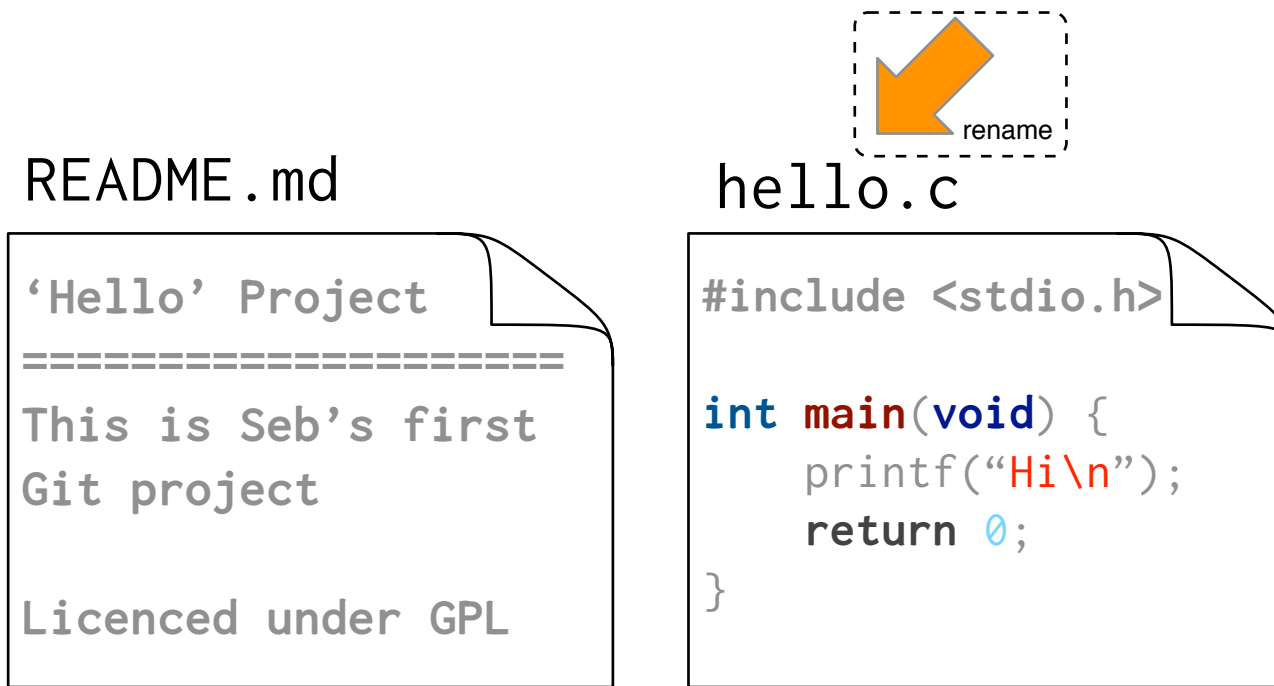 rename
README.md
‘Hello’ Project
=====================
This is Seb’s first
Git project
Licenced under GPL
hello.c
#include <stdio.h>
int main(void) {
    printf(“Hi\n”);
    return 0;
}